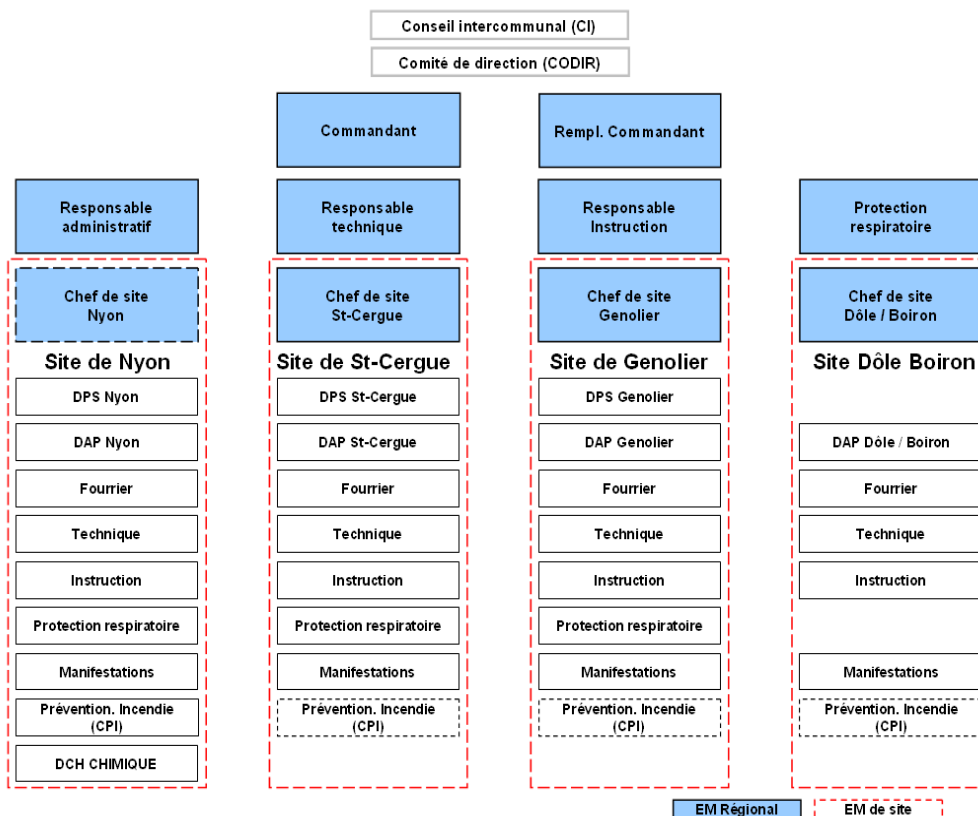 Conseil intercommunal (CI)
Comité de direction (CODIR)
Commandant
Rempl. Commandant
Responsable
administratif
Responsable
technique
Responsable
Instruction
Protection
respiratoire
Chef de site
Nyon
Chef de site
St-Cergue
Chef de site
Genolier
Chef de site
Dôle / Boiron
Site de Nyon
DPS Nyon
DAP Nyon
Fourrier
Technique
Instruction
Protection respiratoire
Manifestations
Prévention. Incendie
(CPI)
DCH CHIMIQUE
Site de St-Cergue
DPS St-Cergue
DAP St-Cergue
Fourrier
Technique
Instruction
Protection respiratoire
Manifestations
Prévention. Incendie
(CPI)
Site de Genolier
DPS Genolier
DAP Genolier
Fourrier
Technique
Instruction
Protection respiratoire
Manifestations
Prévention. Incendie
(CPI)
Site Dôle Boiron
DAP Dôle / Boiron
Fourrier
Technique
Instruction
Manifestations
Prévention. Incendie
(CPI)
EM Régional
EM de site